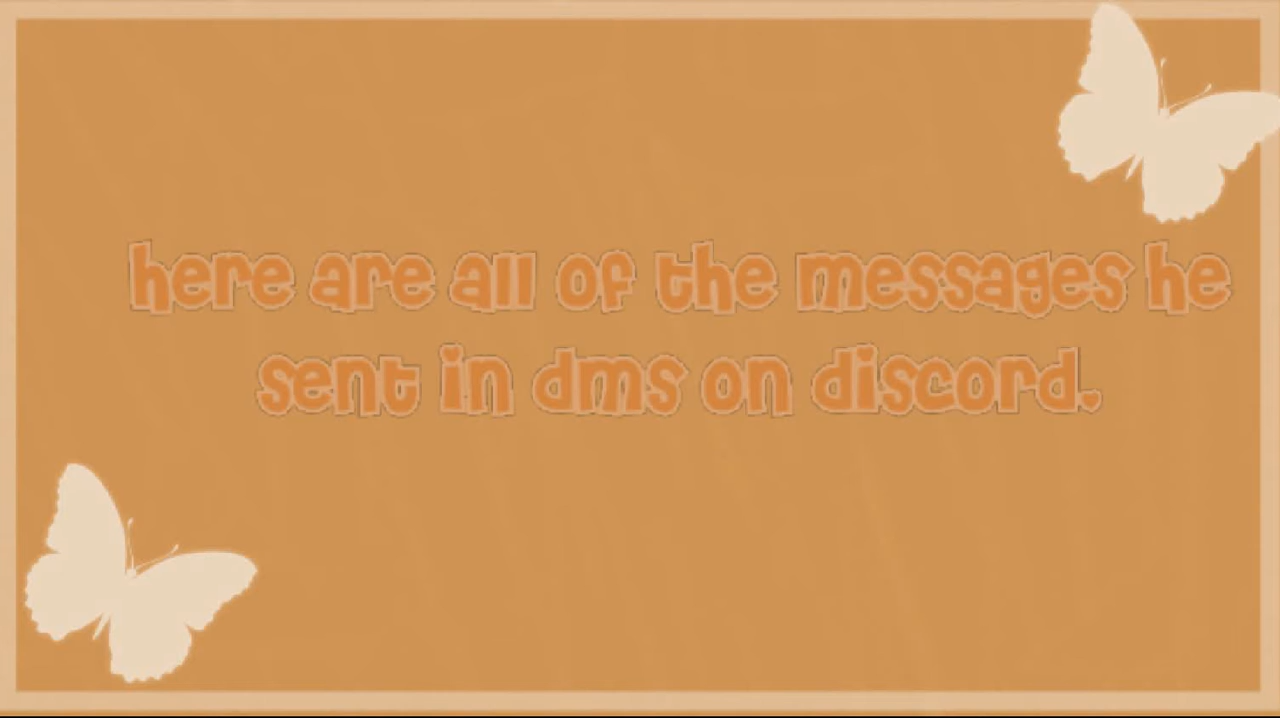 here are all of the messages he
sent in dms on discord.